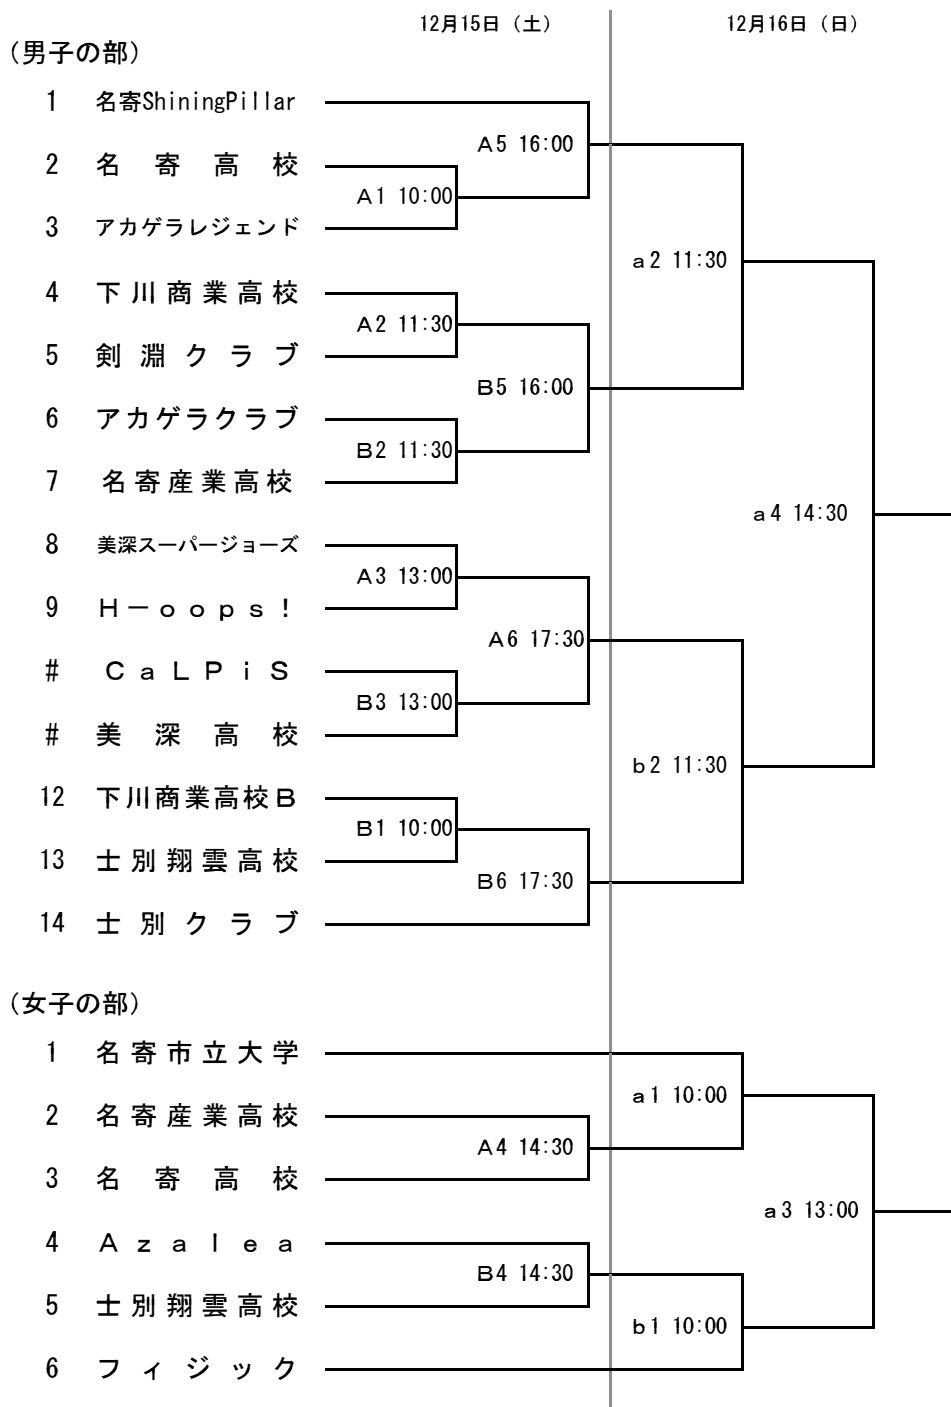 12月15日（土） 12月16日（日）
（男子の部）
1 名寄ShiningPillar
A5 16:00
2 名寄高校
A1 10:00
3 アカゲラレジェンド
a2 11:30
4 下川商業高校
A2 11:30
5 剣淵クラブ
B5 16:00
6 アカゲラクラブ
B2 11:30
7 名寄産業高校
a4 14:30
8 美深スーパージョーズ
A3 13:00
9 H－oops!
A6 17:30
# CaLPiS
B3 13:00
# 美深高校
b2 11:30
12 下川商業高校B
B1 10:00
13 士別翔雲高校
B6 17:30
14 士別クラブ
（女子の部）
1 名寄市立大学
a1 10:00
2 名寄産業高校
A4 14:30
3 名寄高校
a3 13:00
4 Azalea
B4 14:30
5 士別翔雲高校
b1 10:00
6 フィジック